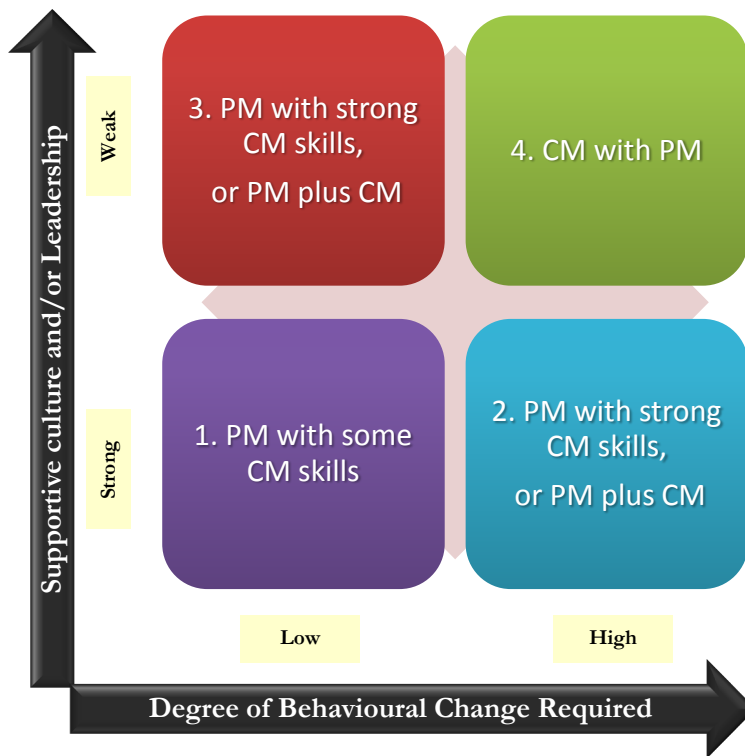 Supportive culture and/or Leadership
Weak
3. PM with strong
CM skills,
or PM plus CM
4. CM with PM
Strong
1. PM with some
CM skills
2. PM with strong
CM skills,
or PM plus CM
Low
High
Degree of Behavioural Change Required